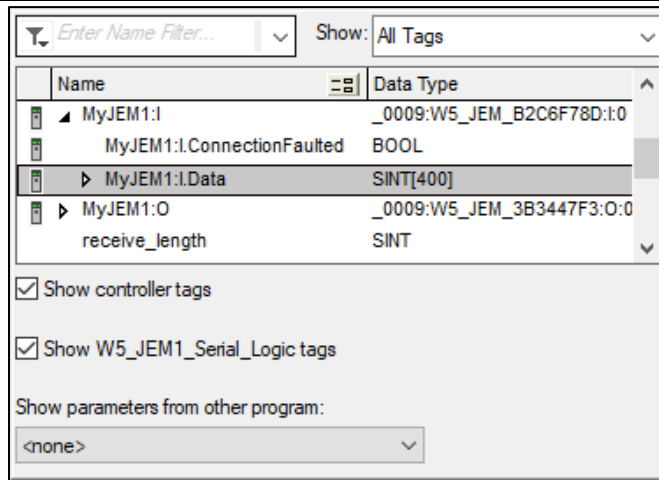 Enter Name Filter... Show: All Tags
Name Data Type
MyJEM1:I _0009:W5_JEM_B2C6F78D:I:0
MyJEM1:I.ConnectionFaulted BOOL
MyJEM1:I.Data SINT[400]
MyJEM1:O _0009:W5_JEM_3B3447F3:O:0
receive_length SINT
Show controller tags
Show W5_JEM1_Serial_Logic tags
Show parameters from other program:
<none>